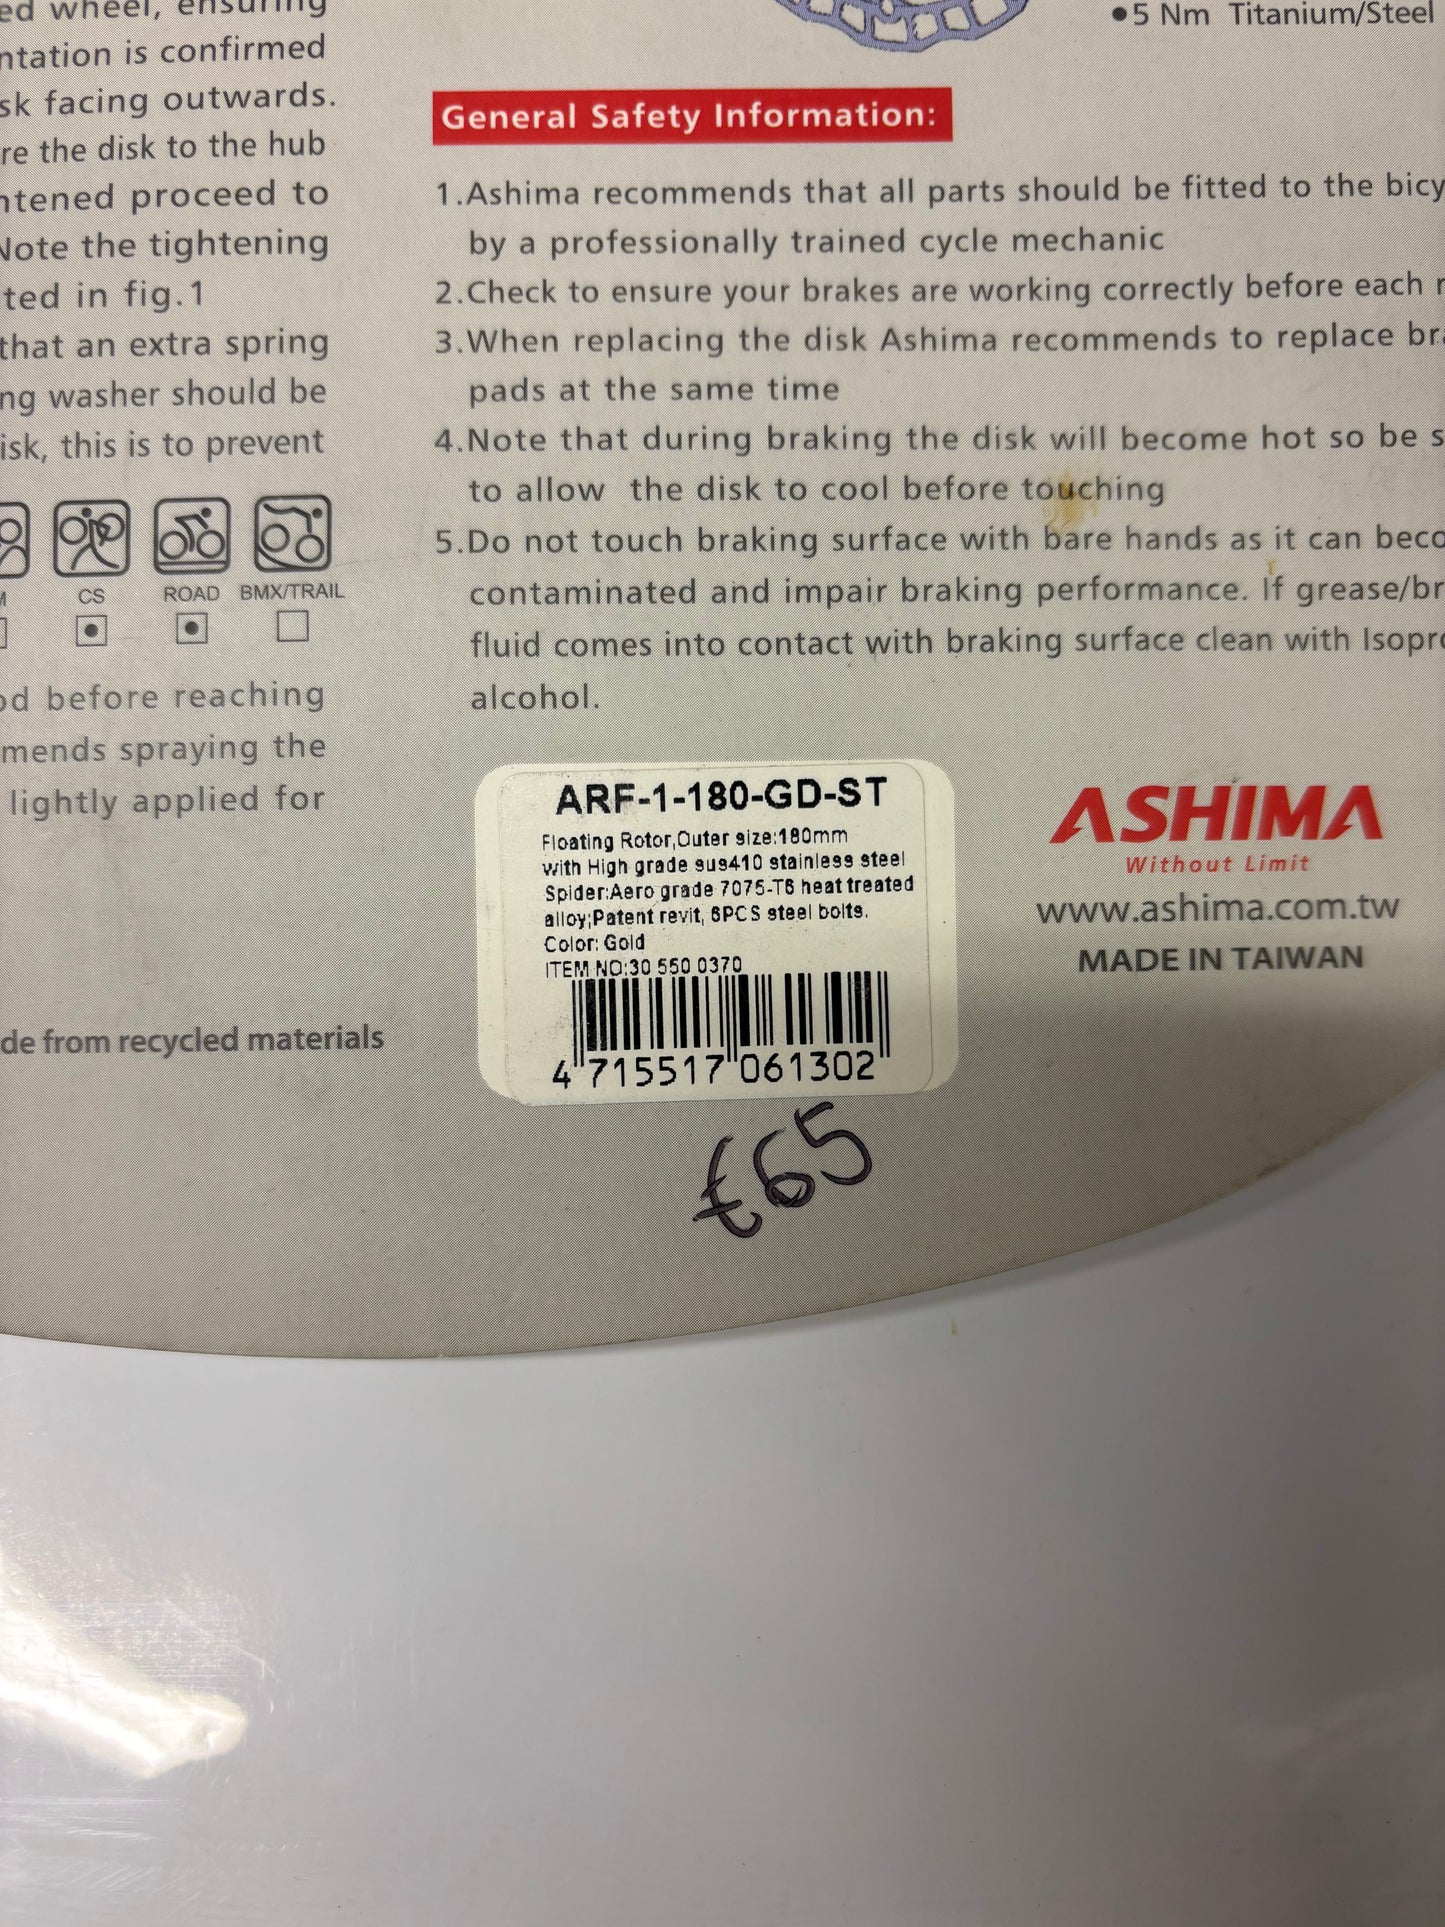 ed wheel, ensuring
ntation is confirmed
sk facing outwards.
re the disk to the hub
ntened proceed to
Note the tightening
ted in fig.1
that an extra spring
ng washer should be
isk, this is to prevent
CS ROAD BMX/TRAIL
od before reaching
mends spraying the
lightly applied for
de from recycled materials
•5 Nm Titanium/Steel
General Safety Information:
1.Ashima recommends that all parts should be fitted to the bicy
by a professionally trained cycle mechanic
2.Check to ensure your brakes are working correctly before each r
3.When replacing the disk Ashima recommends to replace bra
pads at the same time
4.Note that during braking the disk will become hot so be s
to allow the disk to cool before touching
5.Do not touch braking surface with bare hands as it can beco
contaminated and impair braking performance. If grease/br
fluid comes into contact with braking surface clean with Isopro
alcohol.
ARF-1-180-GD-ST
Floating Rotor,Outer size:180mm
with High grade sus410 stainless steel
Spider:Aero grade 7075-T6 heat treated
alloy;Patent revit, 6PCS steel bolts.
Color: Gold
ITEM NO:30 550 0370
4 715517 061302
£65
ASHIMA
Without Limit
www.ashima.com.tw
MADE IN TAIWAN